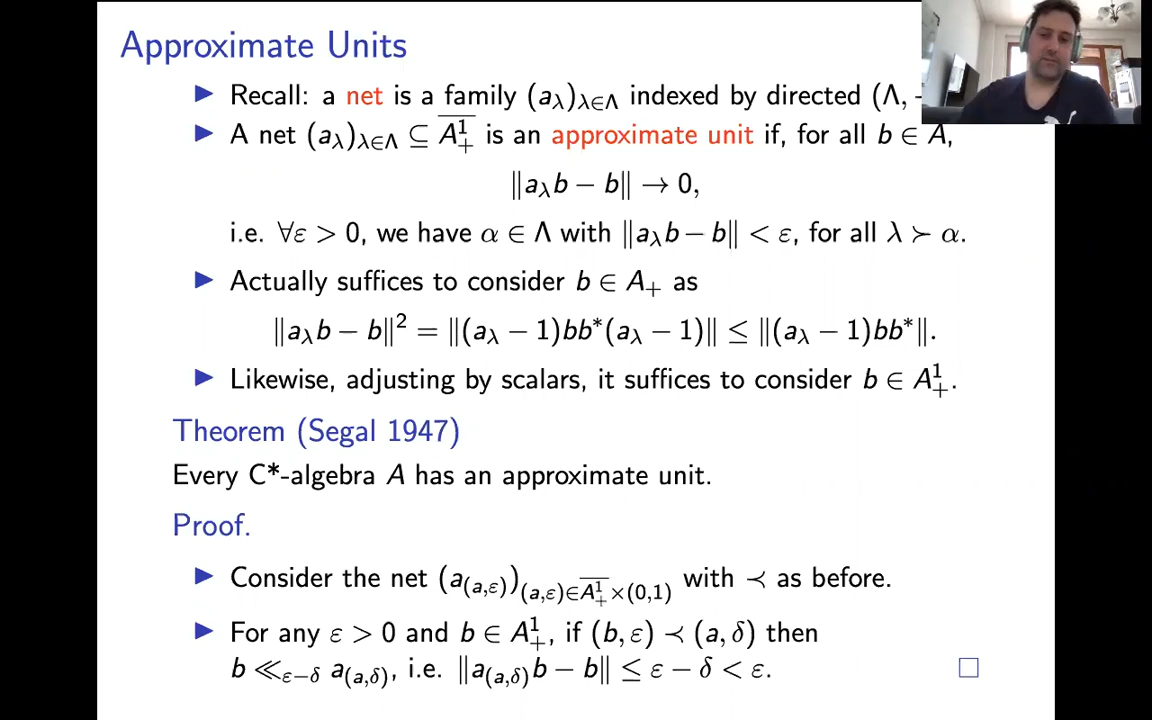 Approximate Units
▶ Recall: a net is a family (a_λ)_{λ∈Λ} indexed by directed (Λ,
▶ A net (a_λ)_{λ∈Λ} ⊆ \overline{A^1_+} is an approximate unit if, for all b ∈ A,
‖a_λb − b‖ → 0,
i.e. ∀ε > 0, we have α ∈ Λ with ‖a_λb − b‖ < ε, for all λ ≻ α.
▶ Actually suffices to consider b ∈ A_+ as
‖a_λb − b‖² = ‖(a_λ − 1)bb*(a_λ − 1)‖ ≤ ‖(a_λ − 1)bb*‖.
▶ Likewise, adjusting by scalars, it suffices to consider b ∈ A^1_+.
Theorem (Segal 1947)
Every C*-algebra A has an approximate unit.
Proof.
▶ Consider the net (a_{(a,ε)})_{(a,ε)∈\overline{A^1_+}×(0,1)} with ≺ as before.
▶ For any ε > 0 and b ∈ A^1_+, if (b, ε) ≺ (a, δ) then
b ≪_{ε−δ} a_{(a,δ)}, i.e. ‖a_{(a,δ)}b − b‖ ≤ ε − δ < ε. □